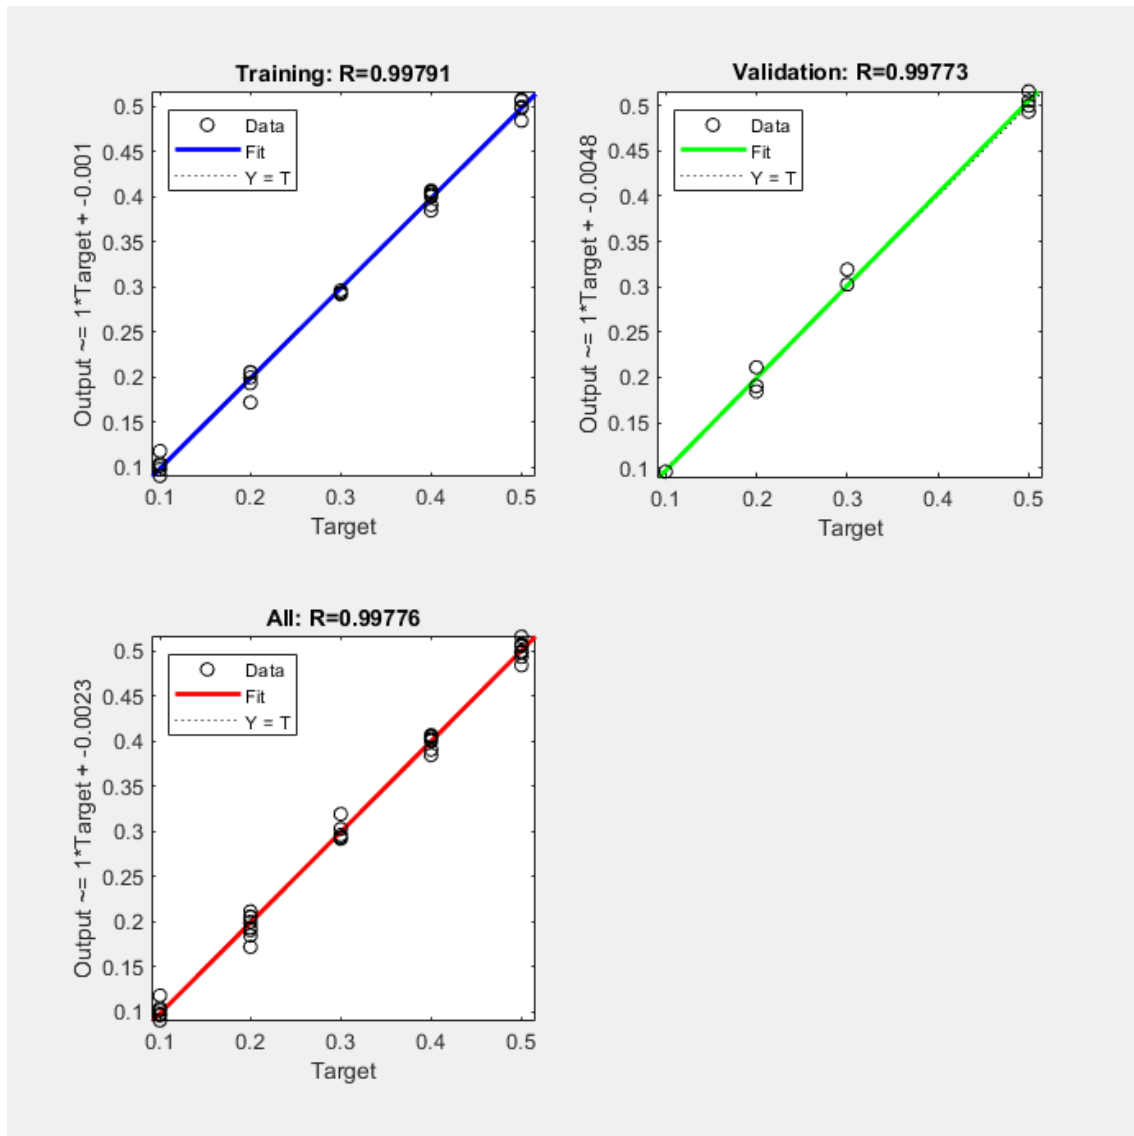 Training: R=0.99791
Output ~= 1*Target + -0.001
0.5
0.45
0.4
0.35
0.3
0.25
0.2
0.15
0.1
Data
Fit
Y = T
0.1 0.2 0.3 0.4 0.5
Target
Validation: R=0.99773
Output ~= 1*Target + -0.0048
0.5
0.45
0.4
0.35
0.3
0.25
0.2
0.15
0.1
Data
Fit
Y = T
0.1 0.2 0.3 0.4 0.5
Target
All: R=0.99776
Output ~= 1*Target + -0.0023
0.5
0.45
0.4
0.35
0.3
0.25
0.2
0.15
0.1
Data
Fit
Y = T
0.1 0.2 0.3 0.4 0.5
Target